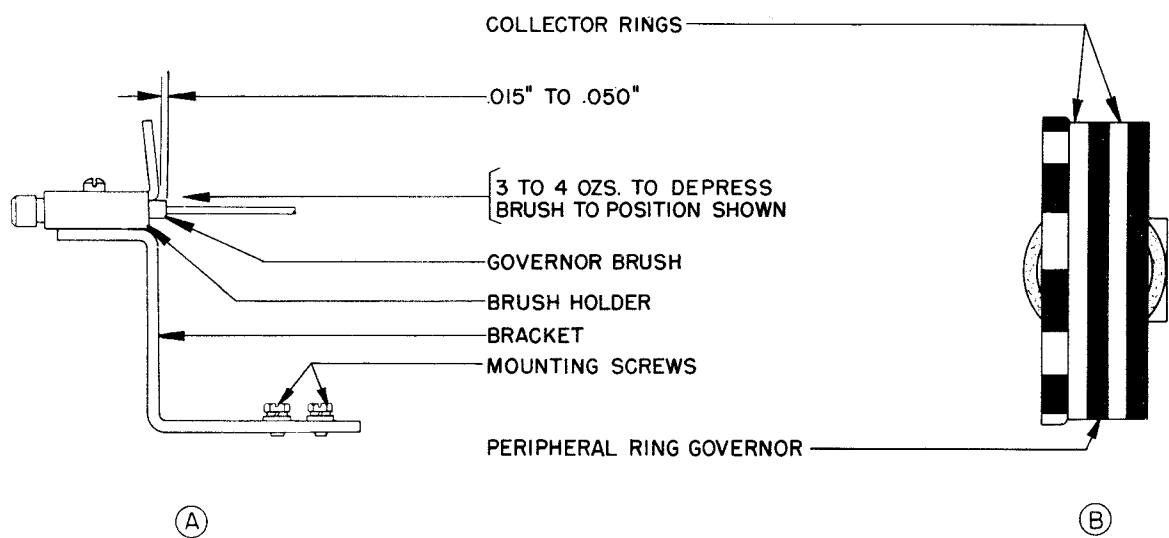 COLLECTOR RINGS
.015" TO .050"
3 TO 4 OZS. TO DEPRESS
BRUSH TO POSITION SHOWN
GOVERNOR BRUSH
BRUSH HOLDER
BRACKET
MOUNTING SCREWS
PERIPHERAL RING GOVERNOR
A
B